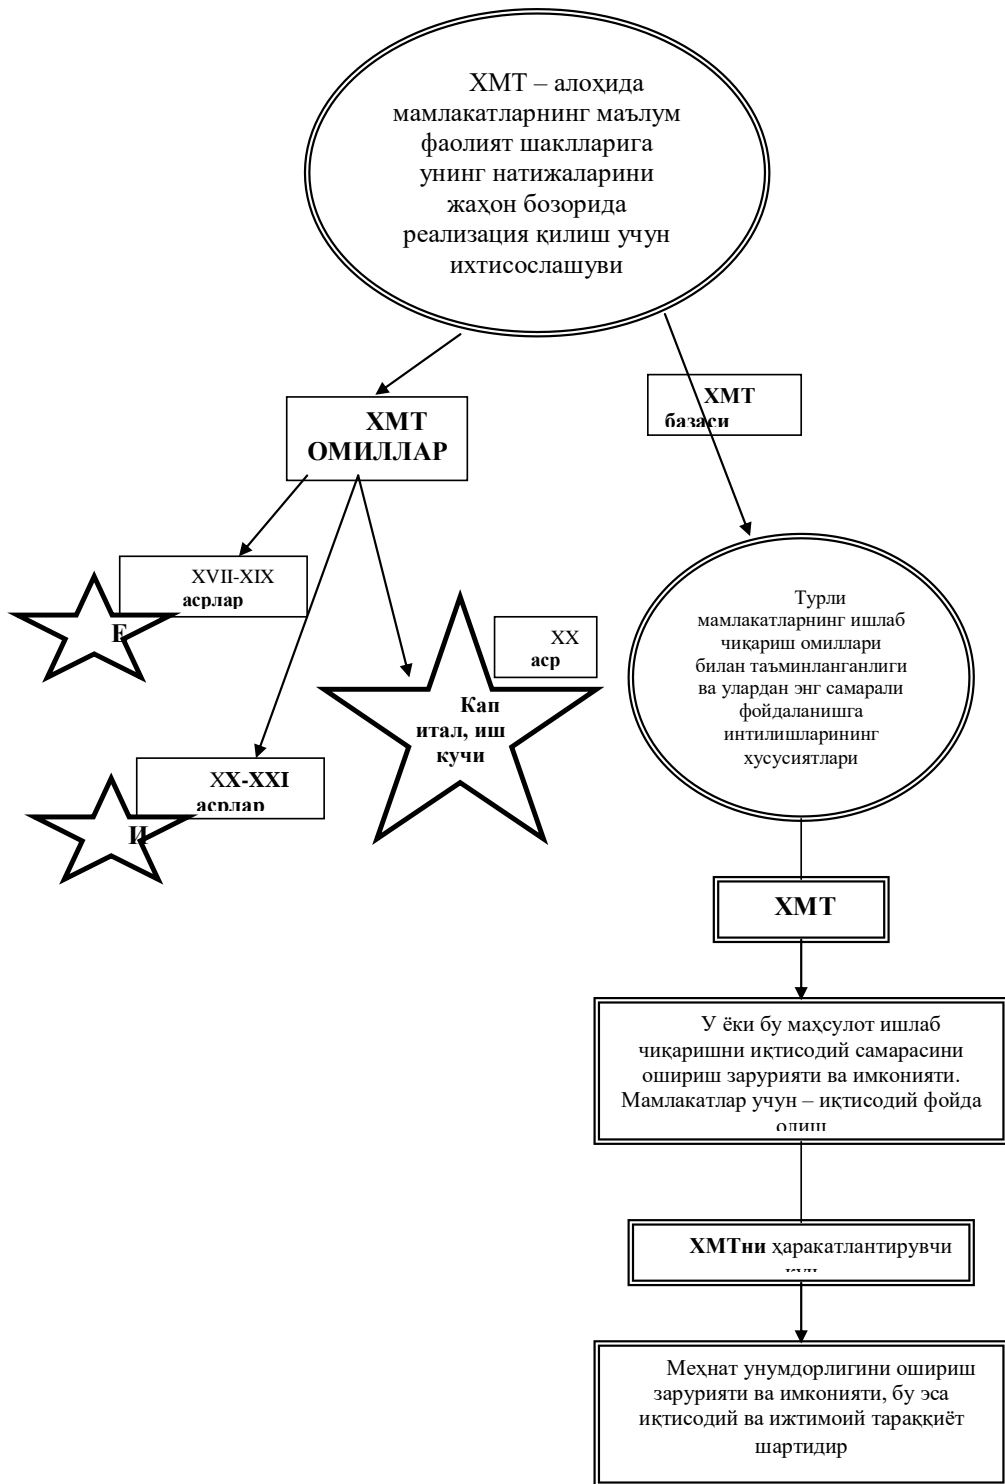 ХМТ – алоҳида
мамлакатларнинг маълум
фаолият шаклларига
унинг натижаларини
жаҳон бозорида
реализация қилиш учун
ихтисослашуви
ХМТ
ОМИЛЛАР
ХМТ
базаси
XVII-XIX
асрлар
Е
XX
аср
Кап
итал, иш
кучи
XX-XXI
асрлар
И
Турли
мамлакатларнинг ишлаб
чиқариш омиллари
билан таъминланганлиги
ва улардан энг самарали
фойдаланишга
интилишларининг
хусусиятлари
ХМТ
У ёки бу маҳсулот ишлаб
чиқаришни иқтисодий самарасини
ошириш зарурияти ва имконияти.
Мамлакатлар учун – иқтисодий фойда
олиш
ХМТни ҳаракатлантирувчи
куч
Меҳнат унумдорлигини ошириш
зарурияти ва имконияти, бу эса
иқтисодий ва ижтимоий тараққиёт
шартидир